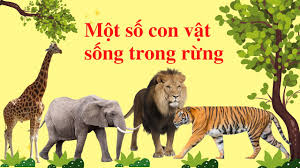 Một số con vật
sống trong rừng